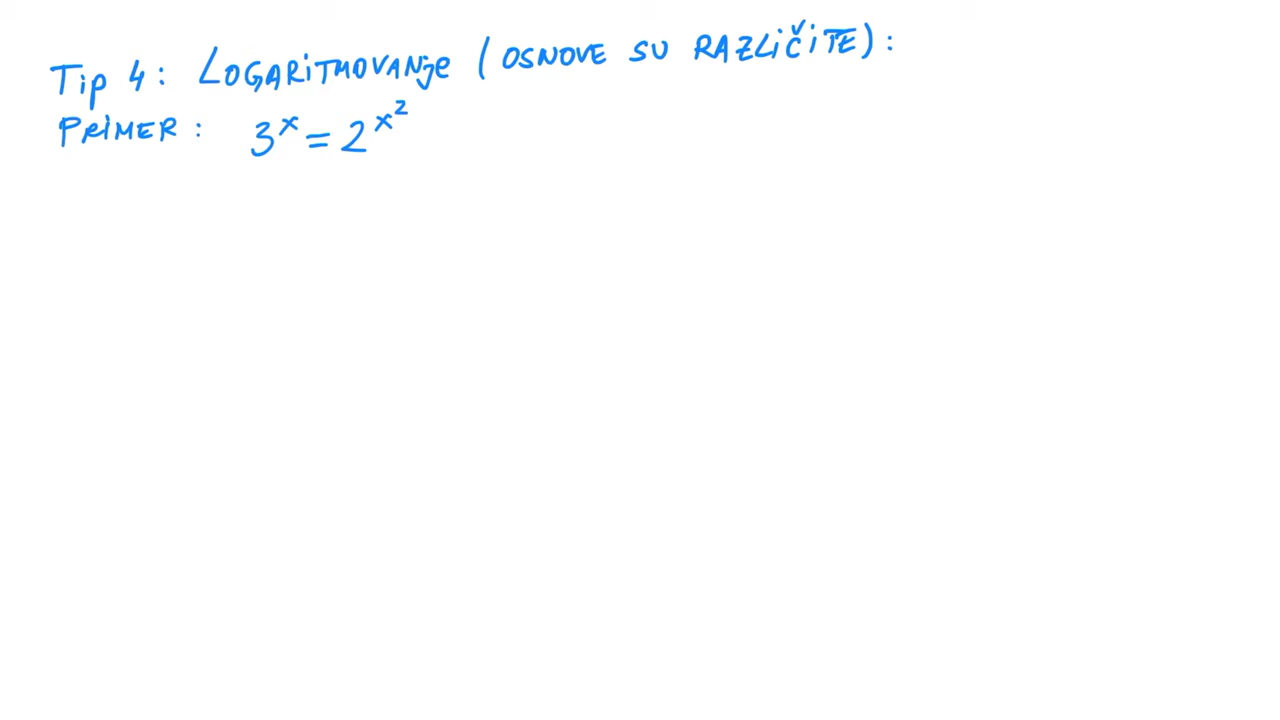 Tip 4: LOGARITMOVANJE (OSNOVE SU RAZLIČITE):
PRIMER: 3^x = 2^{x^2}